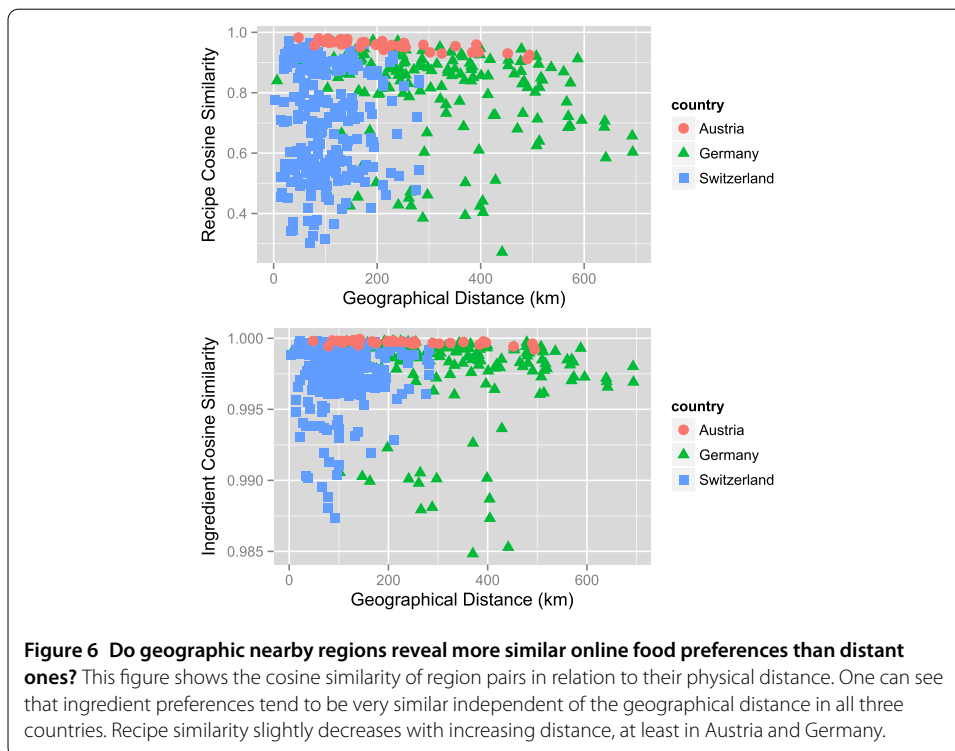 1.0
0.8
0.6
0.4
Recipe Cosine Similarity
0 200 400 600
Geographical Distance (km)
country
Austria
Germany
Switzerland
1.000
0.995
0.990
0.985
Ingredient Cosine Similarity
0 200 400 600
Geographical Distance (km)
country
Austria
Germany
Switzerland
Figure 6 Do geographic nearby regions reveal more similar online food preferences than distant
ones? This figure shows the cosine similarity of region pairs in relation to their physical distance. One can see
that ingredient preferences tend to be very similar independent of the geographical distance in all three
countries. Recipe similarity slightly decreases with increasing distance, at least in Austria and Germany.